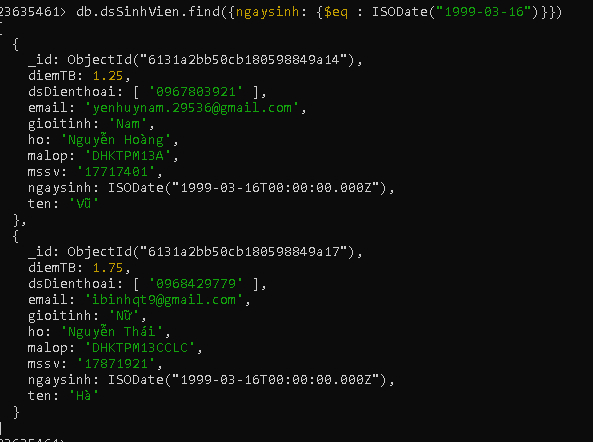 23635461> db.dsSinhVien.find({ngaysinh: {$eq : ISODate("1999-03-16")}})
[
{
_id: ObjectId("6131a2bb50cb180598849a14"),
diemTB: 1.25,
dsDienthoai: [ '0967803921' ],
email: 'yenhuynam.29536@gmail.com',
gioitinh: 'Nam',
ho: 'Nguyễn Hoàng',
malop: 'DHKTPM13A',
mssv: '17717401',
ngaysinh: ISODate("1999-03-16T00:00:00.000Z"),
ten: 'Vũ'
},
{
_id: ObjectId("6131a2bb50cb180598849a17"),
diemTB: 1.75,
dsDienthoai: [ '0968429779' ],
email: 'ibinhqt9@gmail.com',
gioitinh: 'Nữ',
ho: 'Nguyễn Thái',
malop: 'DHKTPM13CCLC',
mssv: '17871921',
ngaysinh: ISODate("1999-03-16T00:00:00.000Z"),
ten: 'Hà'
}
23635461>